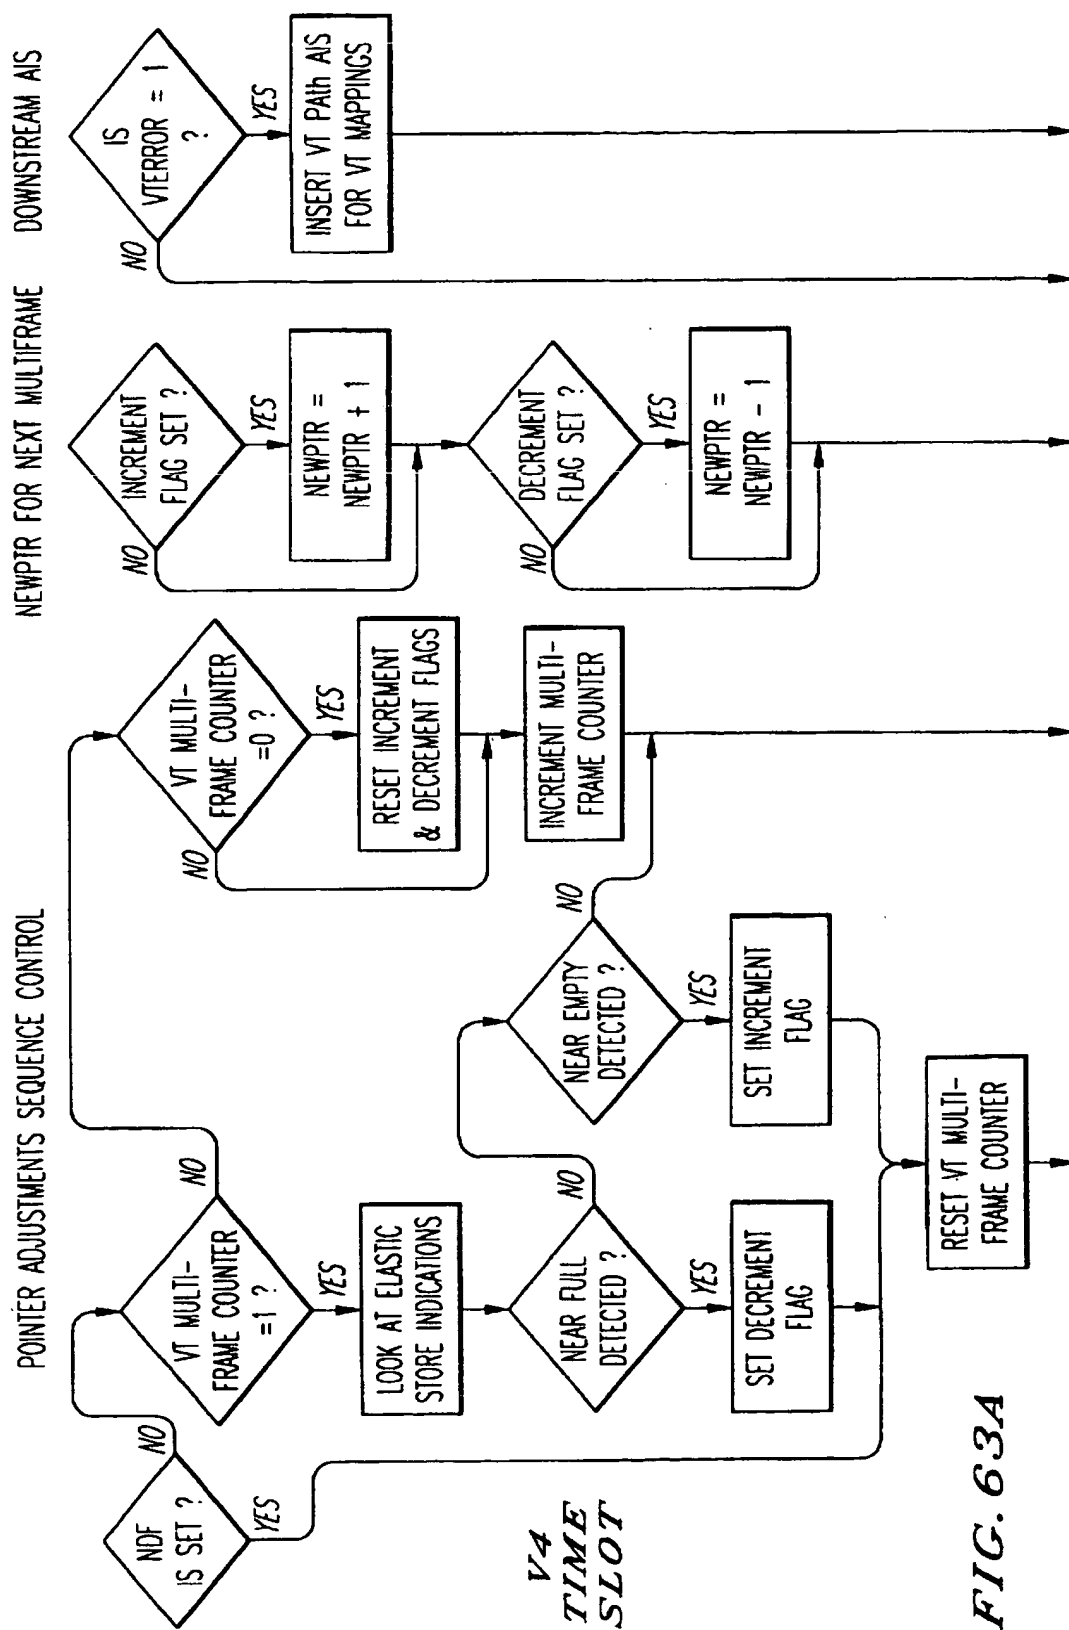 POINTER ADJUSTMENTS SEQUENCE CONTROL
NEWPTR FOR NEXT MULTIFRAME
DOWNSTREAM AIS
NDF
IS SET ?
NO
YES
VT MULTI-
FRAME COUNTER
=1 ?
NO
YES
LOOK AT ELASTIC
STORE INDICATIONS
NEAR FULL
DETECTED ?
NO
YES
SET DECREMENT
FLAG
NEAR EMPTY
DETECTED ?
NO
YES
SET INCREMENT
FLAG
RESET VT MULTI-
FRAME COUNTER
VT MULTI-
FRAME COUNTER
=0 ?
NO
YES
RESET INCREMENT
& DECREMENT FLAGS
INCREMENT MULTI-
FRAME COUNTER
INCREMENT
FLAG SET ?
NO
YES
NEWPTR =
NEWPTR + 1
DECREMENT
FLAG SET ?
NO
YES
NEWPTR =
NEWPTR - 1
IS
VTERROR = 1
?
NO
YES
INSERT VT PAth AIS
FOR VT MAPPINGS
V4
TIME
SLOT
FIG. 63A